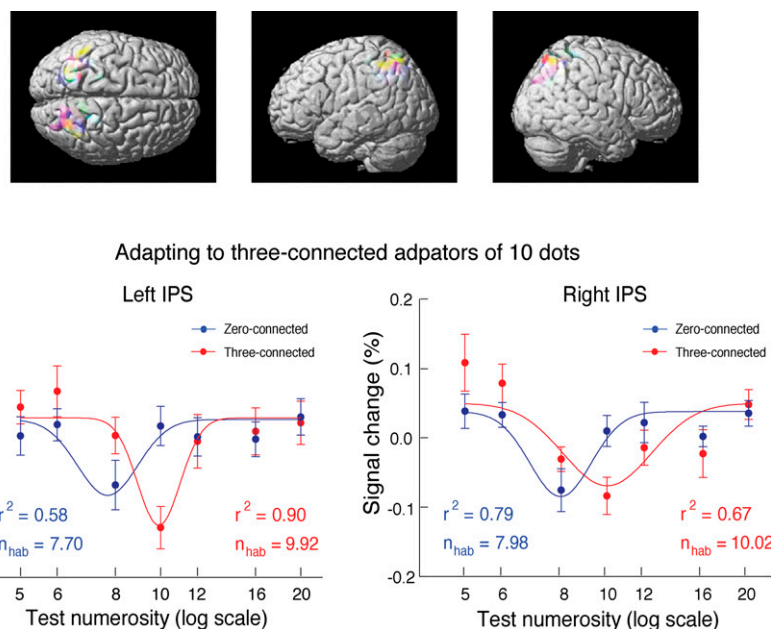 Adapting to three-connected adpators of 10 dots
Left IPS
Zero-connected
Three-connected
r² = 0.58
n_hab = 7.70
r² = 0.90
n_hab = 9.92
5 6 8 10 12 16 20
Test numerosity (log scale)
Right IPS
Signal change (%)
0.2
0.1
0.0
-0.1
-0.2
Zero-connected
Three-connected
r² = 0.79
n_hab = 7.98
r² = 0.67
n_hab = 10.02
5 6 8 10 12 16 20
Test numerosity (log scale)